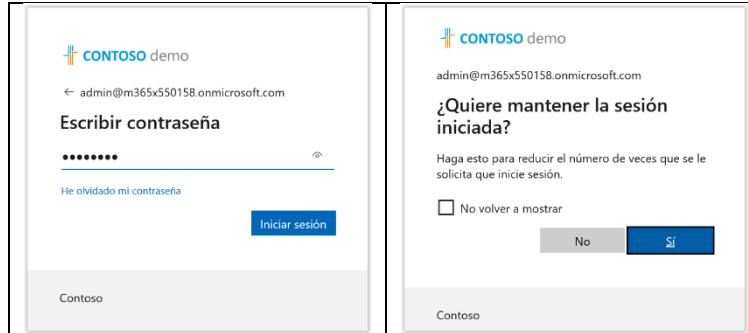 CONTOSO demo
← admin@m365x550158.onmicrosoft.com
Escribir contraseña
••••••••
He olvidado mi contraseña
Iniciar sesión
Contoso
CONTOSO demo
admin@m365x550158.onmicrosoft.com
¿Quiere mantener la sesión
iniciada?
Haga esto para reducir el número de veces que se le
solicita que inicie sesión.
No volver a mostrar
No
Sí
Contoso